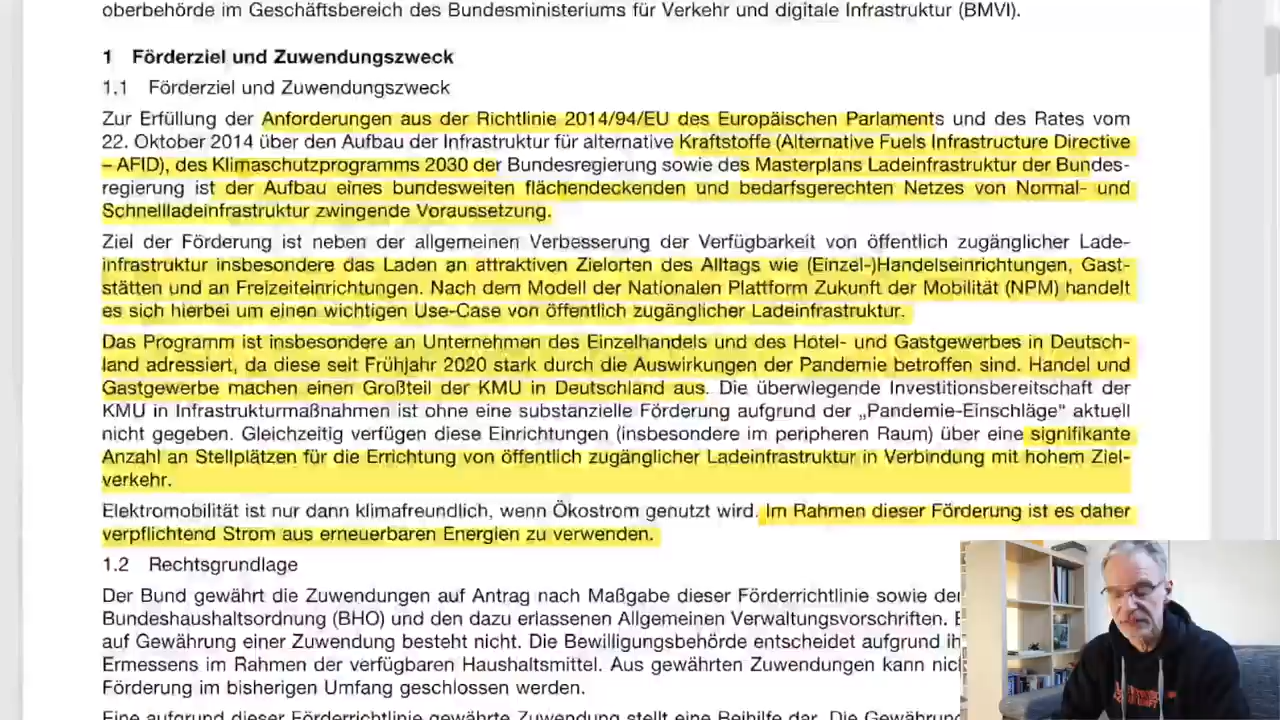 oberbehörde im Geschäftsbereich des Bundesministeriums für Verkehr und digitale Infrastruktur (BMVI).
1 Förderziel und Zuwendungszweck
1.1 Förderziel und Zuwendungszweck
Zur Erfüllung der Anforderungen aus der Richtlinie 2014/94/EU des Europäischen Parlaments und des Rates vom
22. Oktober 2014 über den Aufbau der Infrastruktur für alternative Kraftstoffe (Alternative Fuels Infrastructure Directive
– AFID), des Klimaschutzprogramms 2030 der Bundesregierung sowie des Masterplans Ladeinfrastruktur der Bundes-
regierung ist der Aufbau eines bundesweiten flächendeckenden und bedarfsgerechten Netzes von Normal- und
Schnellladeinfrastruktur zwingende Voraussetzung.
Ziel der Förderung ist neben der allgemeinen Verbesserung der Verfügbarkeit von öffentlich zugänglicher Lade-
infrastruktur insbesondere das Laden an attraktiven Zielorten des Alltags wie (Einzel-)Handelseinrichtungen, Gast-
stätten und an Freizeiteinrichtungen. Nach dem Modell der Nationalen Plattform Zukunft der Mobilität (NPM) handelt
es sich hierbei um einen wichtigen Use-Case von öffentlich zugänglicher Ladeinfrastruktur.
Das Programm ist insbesondere an Unternehmen des Einzelhandels und des Hotel- und Gastgewerbes in Deutsch-
land adressiert, da diese seit Frühjahr 2020 stark durch die Auswirkungen der Pandemie betroffen sind. Handel und
Gastgewerbe machen einen Großteil der KMU in Deutschland aus. Die überwiegende Investitionsbereitschaft der
KMU in Infrastrukturmaßnahmen ist ohne eine substanzielle Förderung aufgrund der „Pandemie-Einschläge“ aktuell
nicht gegeben. Gleichzeitig verfügen diese Einrichtungen (insbesondere im peripheren Raum) über eine signifikante
Anzahl an Stellplätzen für die Errichtung von öffentlich zugänglicher Ladeinfrastruktur in Verbindung mit hohem Ziel-
verkehr.
Elektromobilität ist nur dann klimafreundlich, wenn Ökostrom genutzt wird. Im Rahmen dieser Förderung ist es daher
verpflichtend Strom aus erneuerbaren Energien zu verwenden.
1.2 Rechtsgrundlage
Der Bund gewährt die Zuwendungen auf Antrag nach Maßgabe dieser Förderrichtlinie sowie der
Bundeshaushaltsordnung (BHO) und den dazu erlassenen Allgemeinen Verwaltungsvorschriften.
auf Gewährung einer Zuwendung besteht nicht. Die Bewilligungsbehörde entscheidet aufgrund
Ermessens im Rahmen der verfügbaren Haushaltsmittel. Aus gewährten Zuwendungen kann
Förderung im bisherigen Umfang geschlossen werden.
Eine aufgrund dieser Förderrichtlinie gewährte Zuwendung stellt eine Beihilfe dar. Die